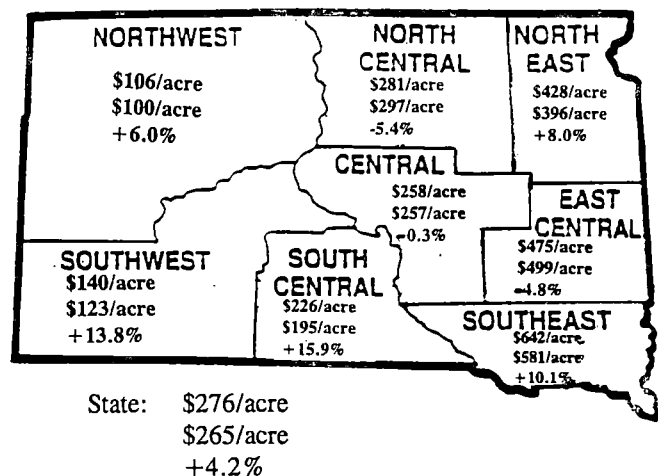 NORTHWEST
$106/acre
$100/acre
+6.0%
NORTH
CENTRAL
$281/acre
$297/acre
-5.4%
NORTH
EAST
$428/acre
$396/acre
+8.0%
CENTRAL
$258/acre
$257/acre
-0.3%
EAST
CENTRAL
$475/acre
$499/acre
-4.8%
SOUTHWEST
$140/acre
$123/acre
+13.8%
SOUTH
CENTRAL
$226/acre
$195/acre
+15.9%
SOUTHEAST
$642/acre
$581/acre
+10.1%
State: $276/acre
$265/acre
+4.2%